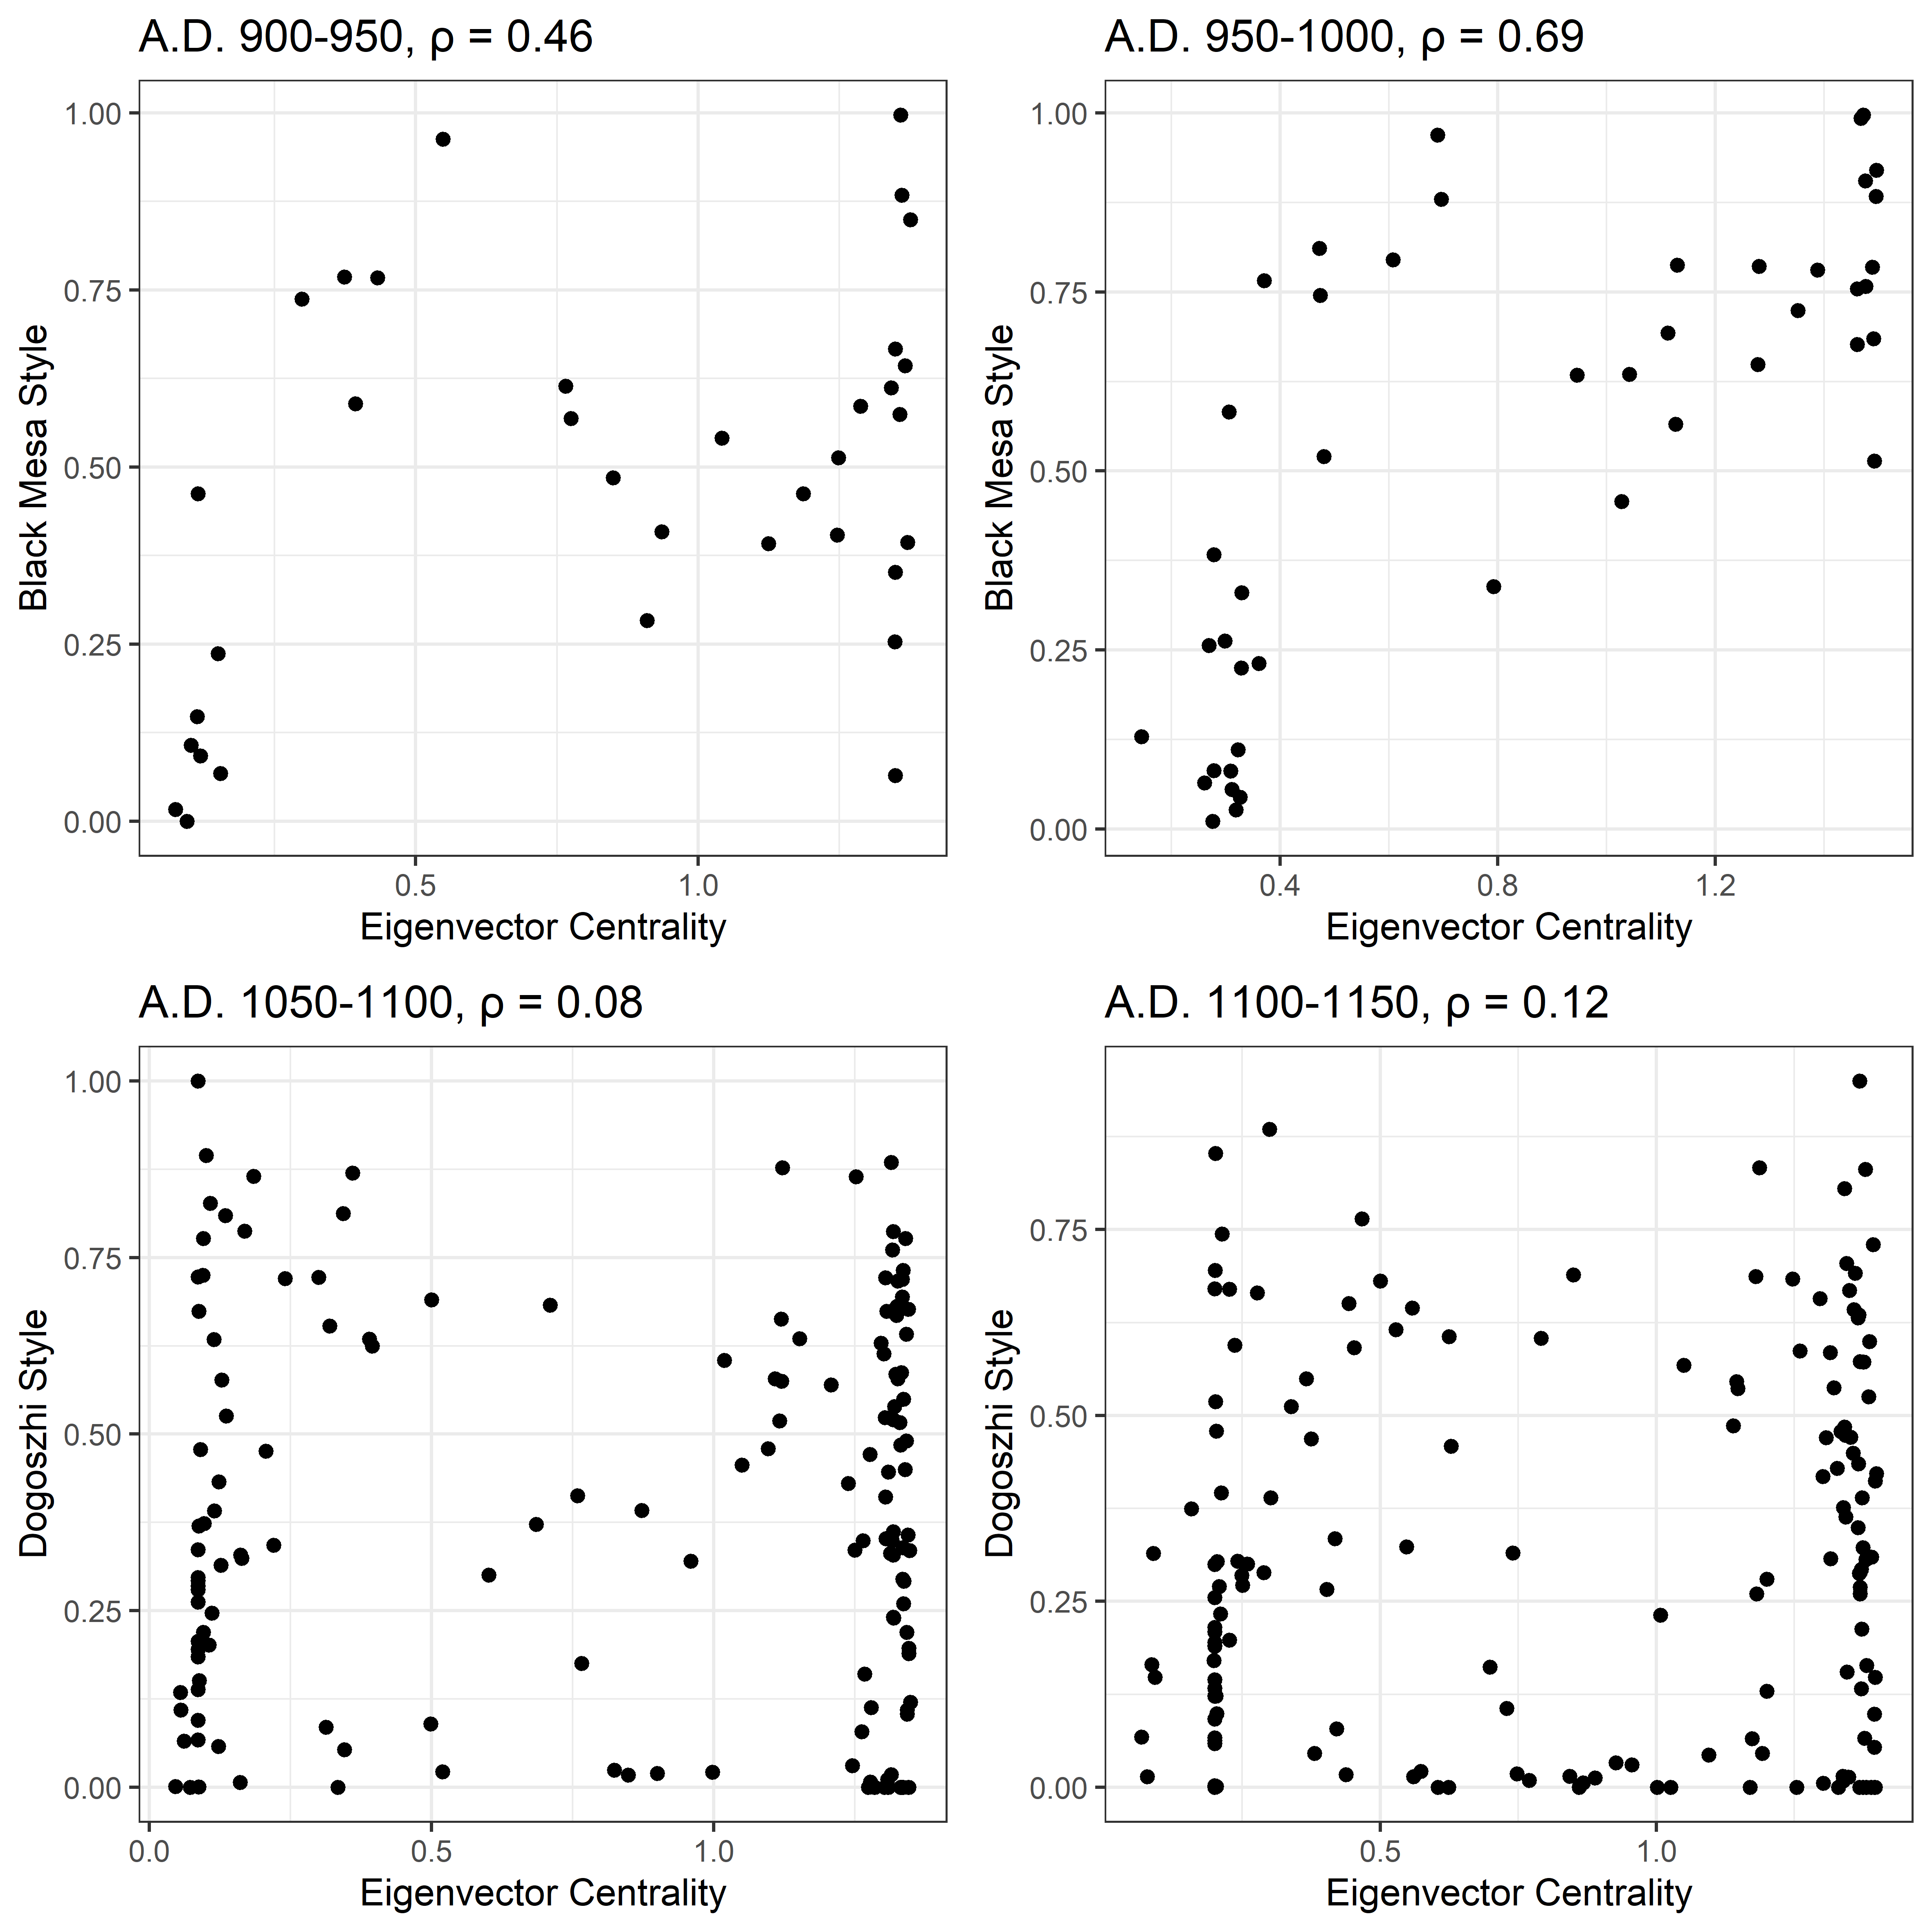 A.D. 900-950, ρ = 0.46
1.00
0.75
0.50
0.25
0.00
Black Mesa Style
0.5 1.0
Eigenvector Centrality
A.D. 950-1000, ρ = 0.69
1.00
0.75
0.50
0.25
0.00
Black Mesa Style
0.4 0.8 1.2
Eigenvector Centrality
A.D. 1050-1100, ρ = 0.08
1.00
0.75
0.50
0.25
0.00
Dogoszhi Style
0.0 0.5 1.0
Eigenvector Centrality
A.D. 1100-1150, ρ = 0.12
0.75
0.50
0.25
0.00
Dogoszhi Style
0.5 1.0
Eigenvector Centrality